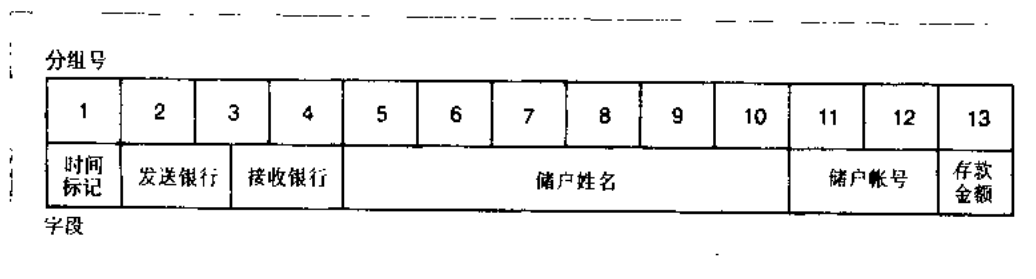 分组号
1 2 3 4 5 6 7 8 9 10 11 12 13
时间标记 发送银行 接收银行 储户姓名 储户帐号 存款金额
字段